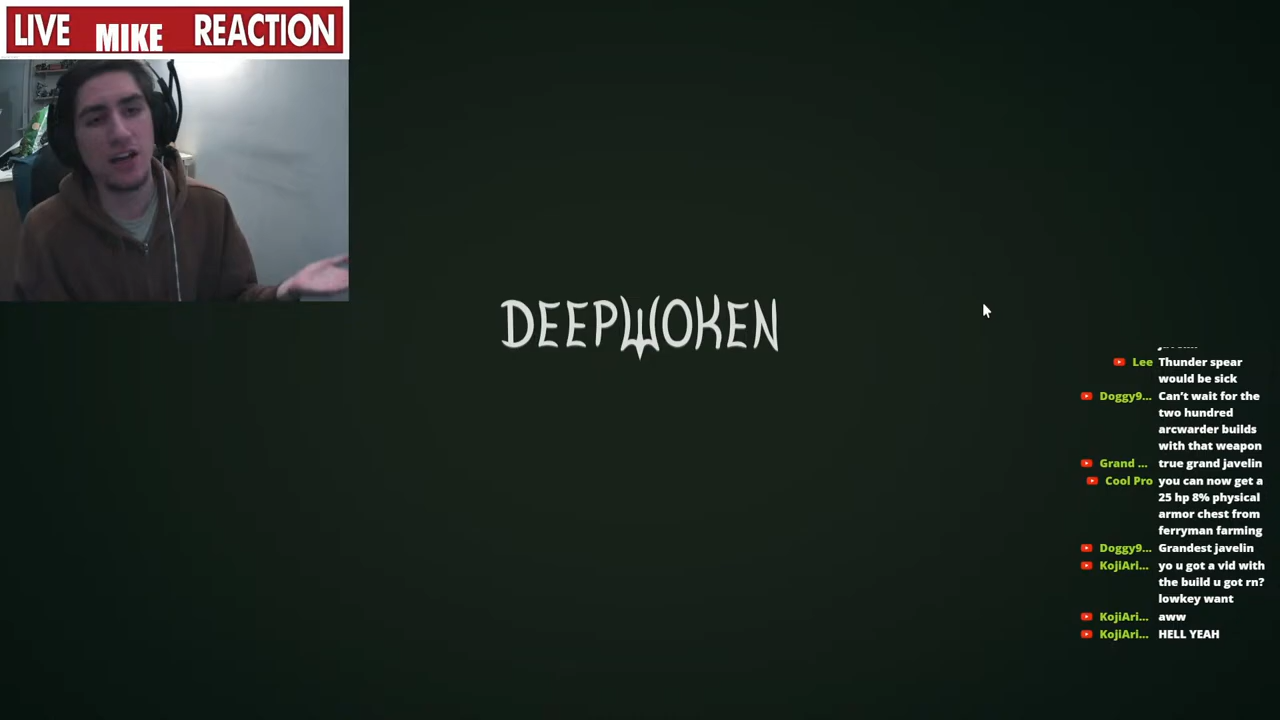 LIVE MIKE REACTION
DEEPWOKEN
Lee Thunder spear
would be sick
Doggy9... Can't wait for the
two hundred
arcwarder builds
with that weapon
Grand ... true grand javelin
Cool Pro you can now get a
25 hp 8% physical
armor chest from
ferryman farming
Doggy9... Grandest javelin
KojiAri... yo u got a vid with
the build u got rn?
lowkey want
KojiAri... aww
KojiAri... HELL YEAH